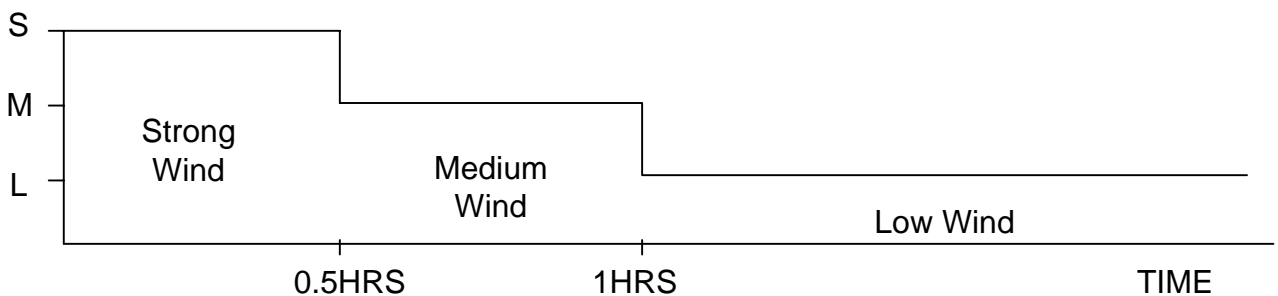 S
M
L
Strong
Wind
Medium
Wind
Low Wind
0.5HRS
1HRS
TIME